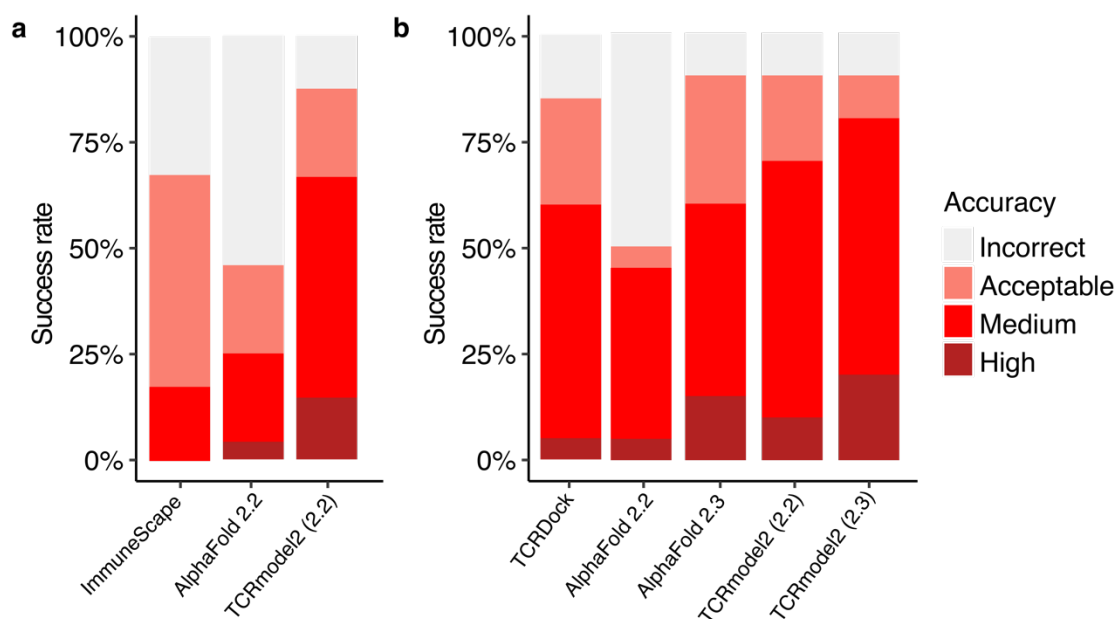 a
Success rate
100%
75%
50%
25%
0%
ImmuneScape
AlphaFold 2.2
TCRmodel2 (2.2)
b
Success rate
100%
75%
50%
25%
0%
TCRDock
AlphaFold 2.2
AlphaFold 2.3
TCRmodel2 (2.2)
TCRmodel2 (2.3)
Accuracy
Incorrect
Acceptable
Medium
High